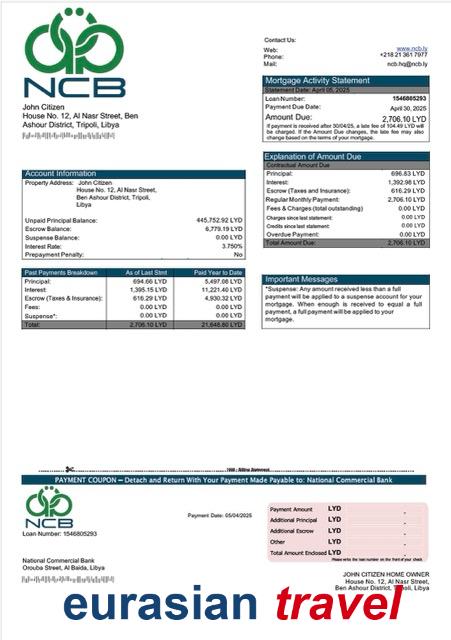 NCB
John Citizen
House No. 12, Al Nasr Street, Ben
Ashour District, Tripoli, Libya
Contact Us:
Web: www.ncb.ly
Phone: +218 21 361 7977
Mail: ncb.hq@ncb.ly
Mortgage Activity Statement
Statement Date: April 05, 2025
Loan Number: 1546805293
Payment Due Date: April 30, 2025
Amount Due: 2,706.10 LYD
If payment is received after 30/04/25, a late fee of 104.49 LYD will
be charged. If the Amount Due changes, the late fee may also
change based on the terms of your mortgage.
Account Information
Property Address: John Citizen
House No. 12, Al Nasr Street,
Ben Ashour District, Tripoli,
Libya
Unpaid Principal Balance: 445,752.92 LYD
Escrow Balance: 6,779.19 LYD
Suspense Balance: 0.00 LYD
Interest Rate: 3.750%
Prepayment Penalty: No
Explanation of Amount Due
Contractual Amount Due
Principal: 696.83 LYD
Interest: 1,392.98 LYD
Escrow (Taxes and Insurance): 616.29 LYD
Regular Monthly Payment: 2,706.10 LYD
Fees & Charges (total outstanding) 0.00 LYD
Charges since last statement: 0.00 LYD
Credits since last statement: 0.00 LYD
Overdue Payment: 0.00 LYD
Total Amount Due: 2,706.10 LYD
Past Payments Breakdown As of Last Stmt Paid Year to Date
Principal: 694.66 LYD 5,497.08 LYD
Interest: 1,395.15 LYD 11,221.40 LYD
Escrow (Taxes & Insurance): 616.29 LYD 4,930.32 LYD
Fees: 0.00 LYD 0.00 LYD
Suspense*: 0.00 LYD 0.00 LYD
Total: 2,706.10 LYD 21,648.80 LYD
Important Messages
*Suspense: Any amount received less than a full
payment will be applied to a suspense account for your
mortgage. When enough is received to equal a full
payment, a full payment will be applied to your
mortgage.
Billing Statement
PAYMENT COUPON – Detach and Return With Your Payment Made Payable to: National Commercial Bank
NCB
Loan Number: 1546805293
Payment Date: 05/04/2025
Payment Amount LYD
Additional Principal LYD
Additional Escrow LYD
Other LYD
Total Amount Enclosed LYD
Please write the loan number on the front of your check
National Commercial Bank
Orouba Street, Al Baida, Libya
JOHN CITIZEN HOME OWNER
House No. 12, Al Nasr Street,
Ben Ashour District, Tripoli, Libya
eurasian travel